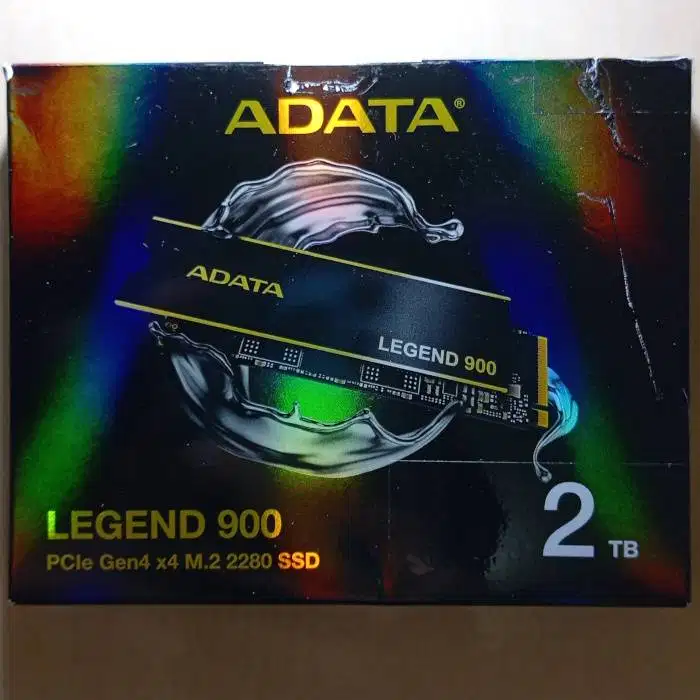 ADATA®
ADATA
LEGEND 900
LEGEND 900
PCIe Gen4 x4 M.2 2280 SSD
2 TB